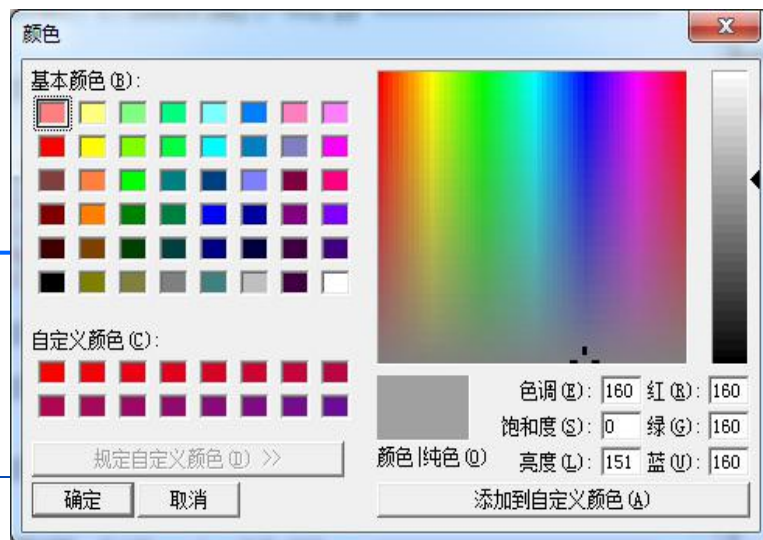 颜色
基本颜色(B):
自定义颜色(C):
规定自定义颜色(D) >>
确定
取消
颜色|纯色(O)
色调(E): 160 红(R): 160
饱和度(S): 0 绿(G): 160
亮度(L): 151 蓝(U): 160
添加到自定义颜色(A)